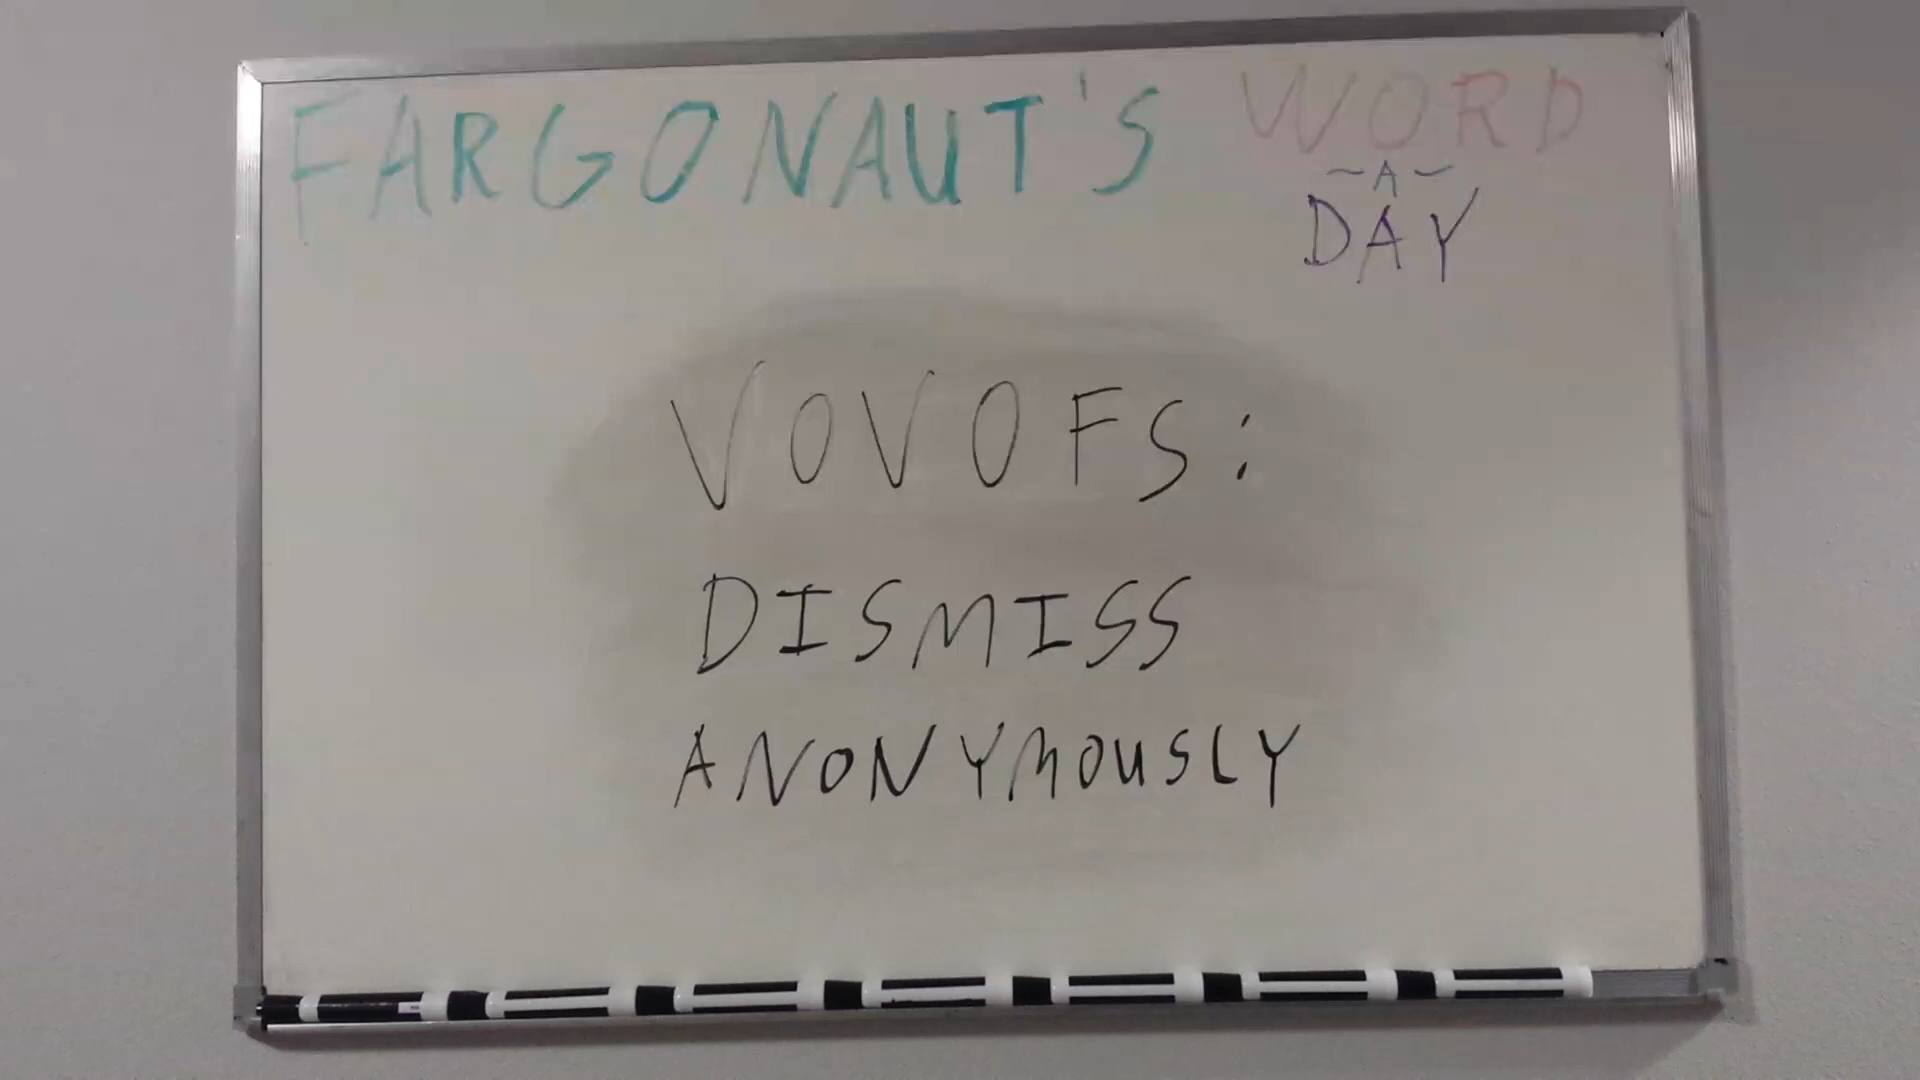 FARGONAUT'S WORD
-A-
DAY
VOVOFS:
DISMISS
ANONYMOUSLY